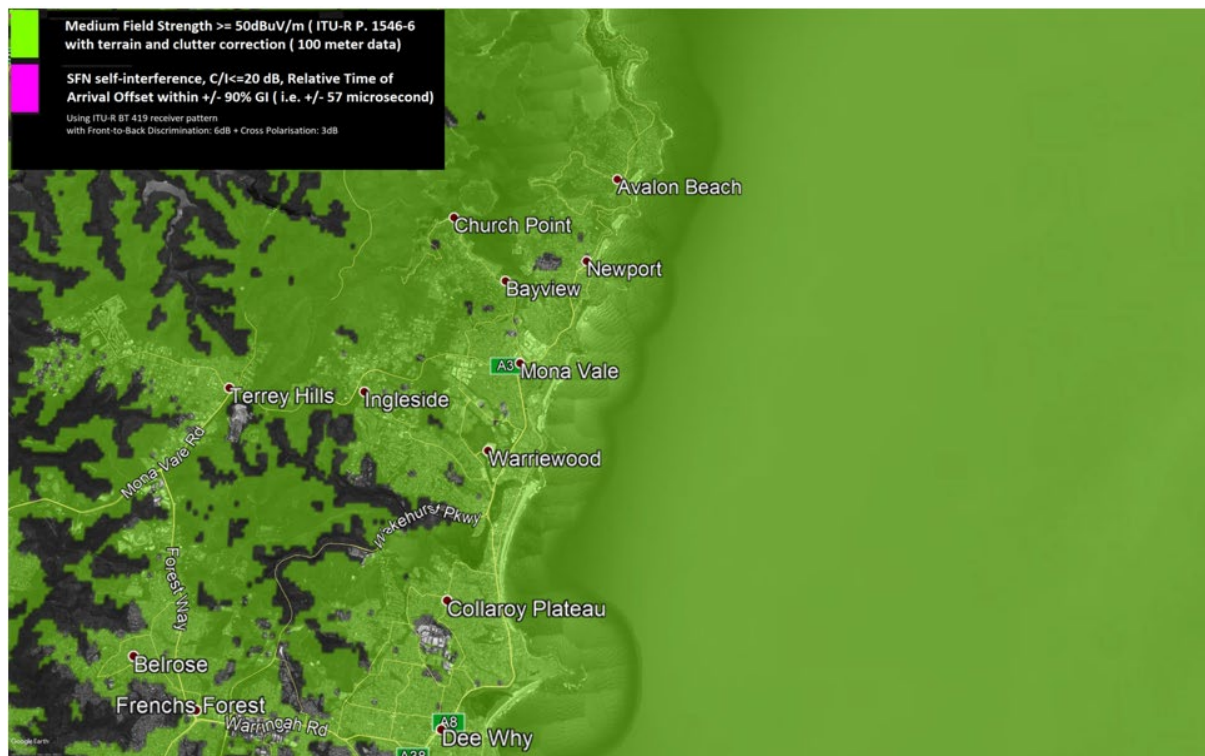 Medium Field Strength >= 50dBuV/m ( ITU-R P. 1546-6
with terrain and clutter correction ( 100 meter data)
SFN self-interference, C/I<=20 dB, Relative Time of
Arrival Offset within +/- 90% GI ( i.e. +/- 57 microsecond)
Using ITU-R BT 419 receiver pattern
with Front-to-Back Discrimination: 6dB + Cross Polarisation: 3dB
Avalon Beach
Church Point
Newport
Bayview
A3
Mona Vale
Terrey Hills
Ingleside
Warriewood
Mona Vale Rd
Wakehurst Pkwy
Forest Way
Collaroy Plateau
Belrose
Frenchs Forest
Warringah Rd
A8
Dee Why
A38
Google Earth